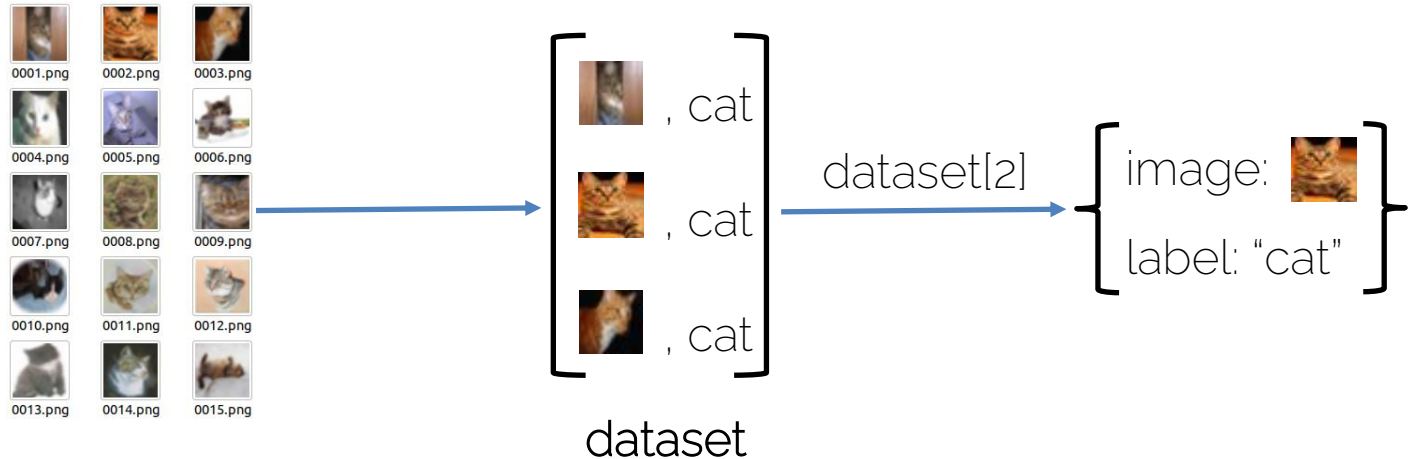 0001.png 0002.png 0003.png
0004.png 0005.png 0006.png
0007.png 0008.png 0009.png
0010.png 0011.png 0012.png
0013.png 0014.png 0015.png
, cat
, cat
, cat
dataset
dataset[2]
image:
label: “cat”